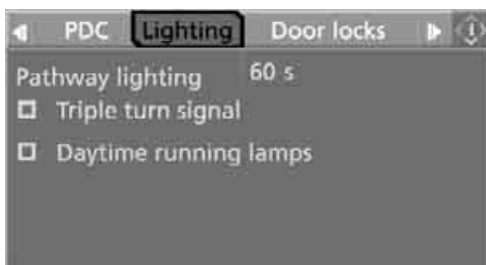 PDC Lighting Door locks
Pathway lighting 60 s
Triple turn signal
Daytime running lamps